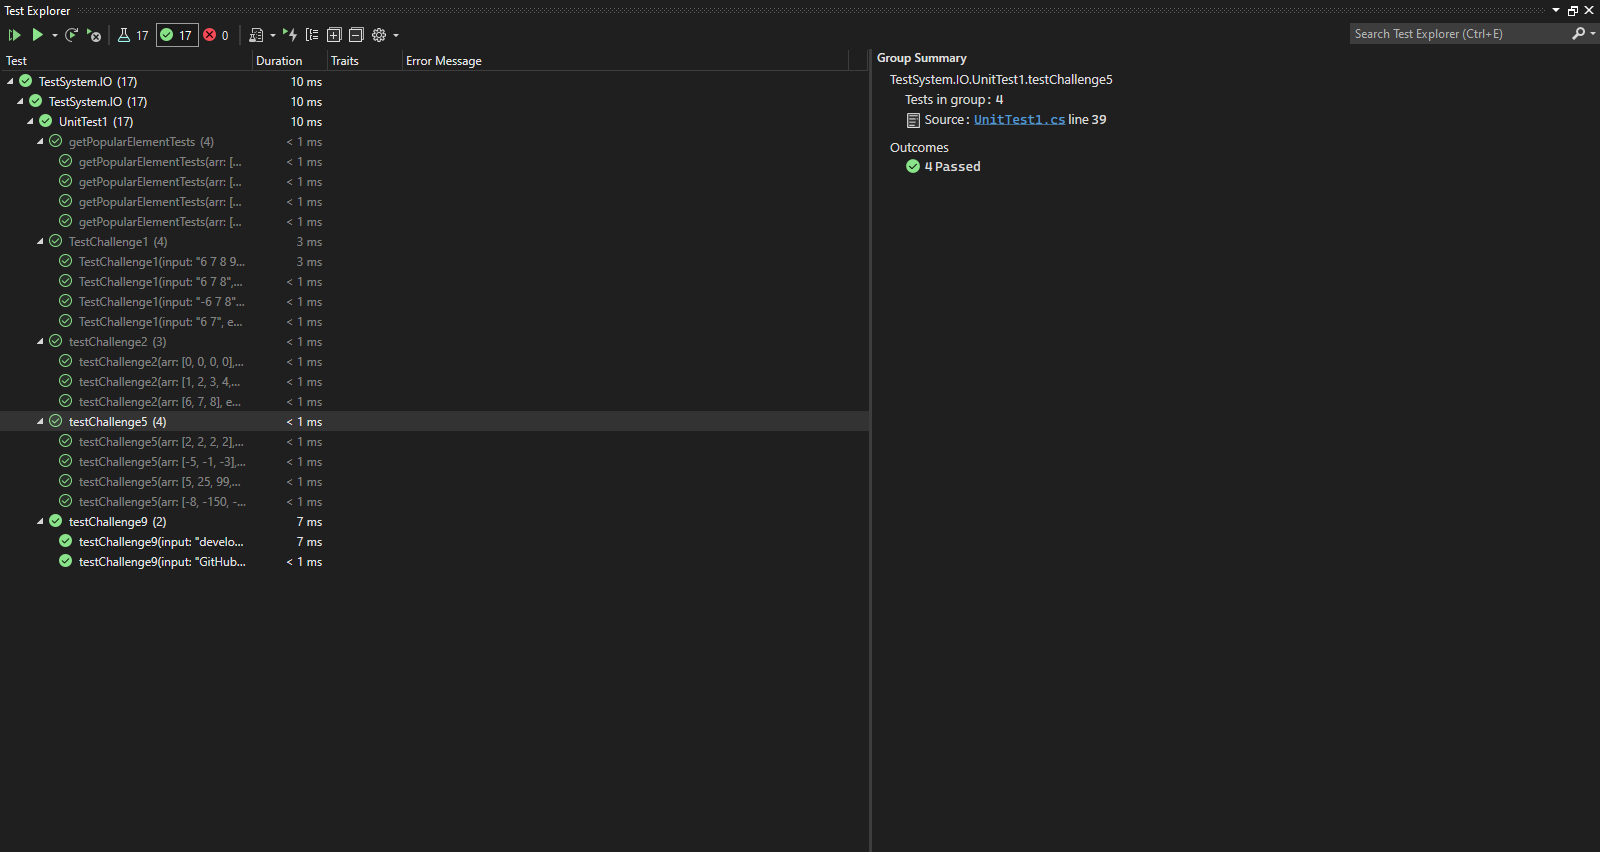 Test Explorer
17 17 0
Search Test Explorer (Ctrl+E)
Test Duration Traits Error Message
TestSystem.IO (17) 10 ms
TestSystem.IO (17) 10 ms
UnitTest1 (17) 10 ms
getPopularElementTests (4) < 1 ms
getPopularElementTests(arr: [... < 1 ms
getPopularElementTests(arr: [... < 1 ms
getPopularElementTests(arr: [... < 1 ms
getPopularElementTests(arr: [... < 1 ms
TestChallenge1 (4) 3 ms
TestChallenge1(input: "6 7 8 9... 3 ms
TestChallenge1(input: "6 7 8",... < 1 ms
TestChallenge1(input: "-6 7 8"... < 1 ms
TestChallenge1(input: "6 7", e... < 1 ms
testChallenge2 (3) < 1 ms
testChallenge2(arr: [0, 0, 0, 0],... < 1 ms
testChallenge2(arr: [1, 2, 3, 4,... < 1 ms
testChallenge2(arr: [6, 7, 8], e... < 1 ms
testChallenge5 (4) < 1 ms
testChallenge5(arr: [2, 2, 2, 2],... < 1 ms
testChallenge5(arr: [-5, -1, -3],... < 1 ms
testChallenge5(arr: [5, 25, 99,... < 1 ms
testChallenge5(arr: [-8, -150, -... < 1 ms
testChallenge9 (2) 7 ms
testChallenge9(input: "develo... 7 ms
testChallenge9(input: "GitHub... < 1 ms
Group Summary
TestSystem.IO.UnitTest1.testChallenge5
Tests in group: 4
Source: UnitTest1.cs line 39
Outcomes
4 Passed